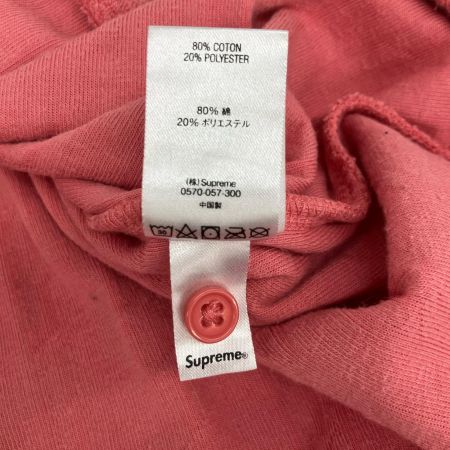 80% COTTON
20% POLYESTER
80% 綿
20% ポリエステル
(株) Supreme
0570-057-300
中国製
Supreme®